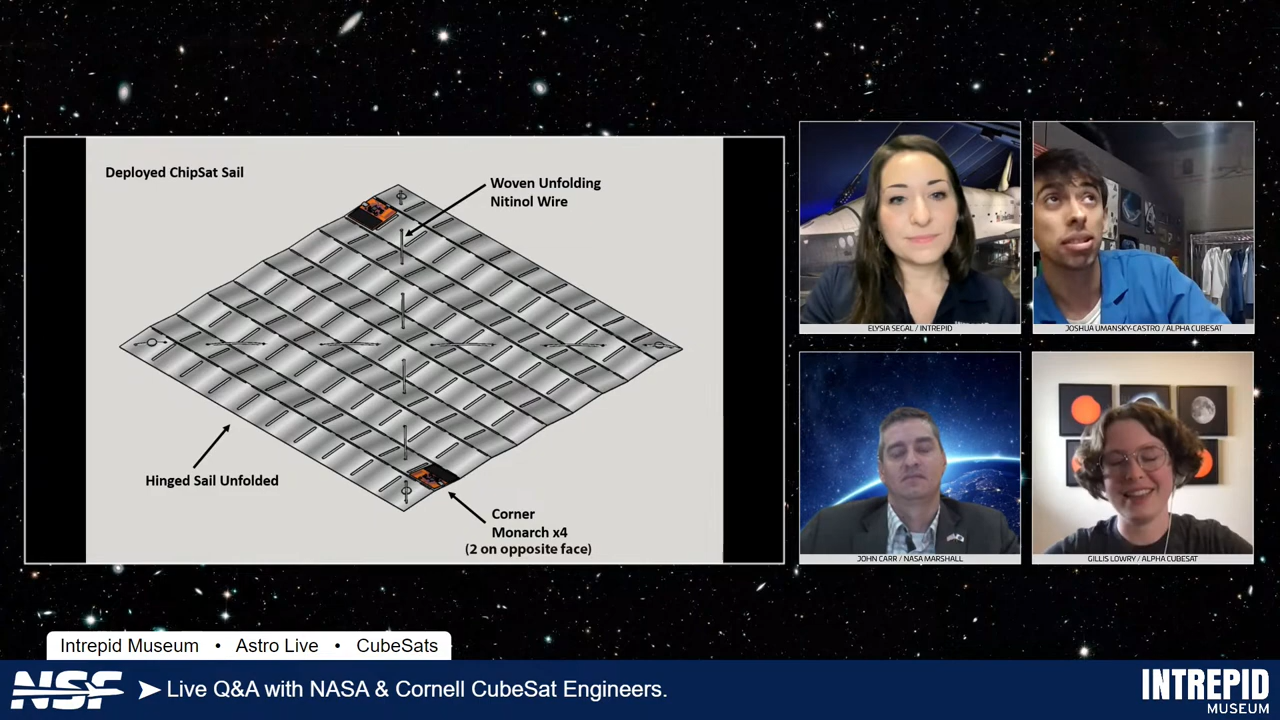 Deployed ChipSat Sail
Woven Unfolding
Nitinol Wire
Hinged Sail Unfolded
Corner
Monarch x4
(2 on opposite face)
ELYSIA SEGAL / INTREPID
JOSHUA UMANSKY-CASTRO / ALPHA CUBESAT
JOHN CARR / NASA MARSHALL
GILLIS LOWRY / ALPHA CUBESAT
Intrepid Museum • Astro Live • CubeSats
NSF
Live Q&A with NASA & Cornell CubeSat Engineers.
INTREPID
MUSEUM